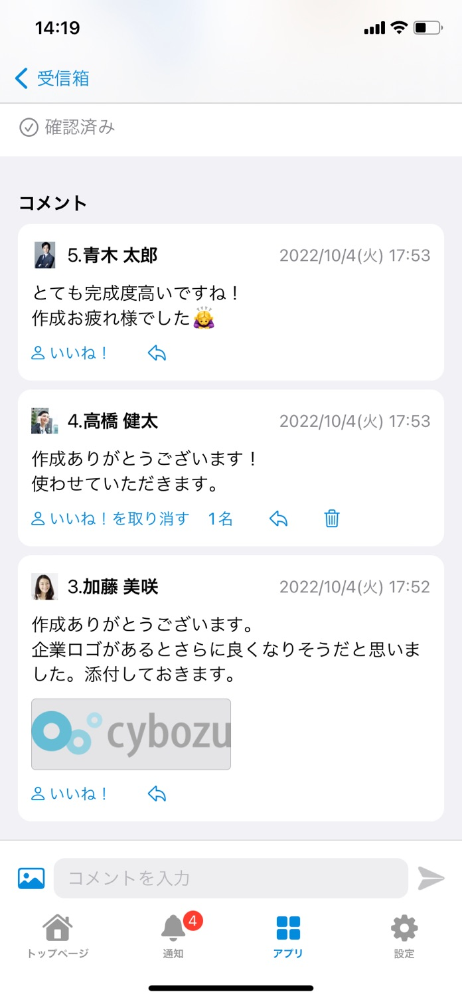 14:19
受信箱
確認済み
コメント
5.青木 太郎 2022/10/4(火) 17:53
とても完成度高いですね！
作成お疲れ様でした🙇‍♀️
いいね！
4.高橋 健太 2022/10/4(火) 17:53
作成ありがとうございます！
使わせていただきます。
いいね！を取り消す 1名
3.加藤 美咲 2022/10/4(火) 17:52
作成ありがとうございます。
企業ロゴがあるとさらに良くなりそうだと思いま
した。添付しておきます。
cybozu
いいね！
コメントを入力
4
トップページ 通知 アプリ 設定